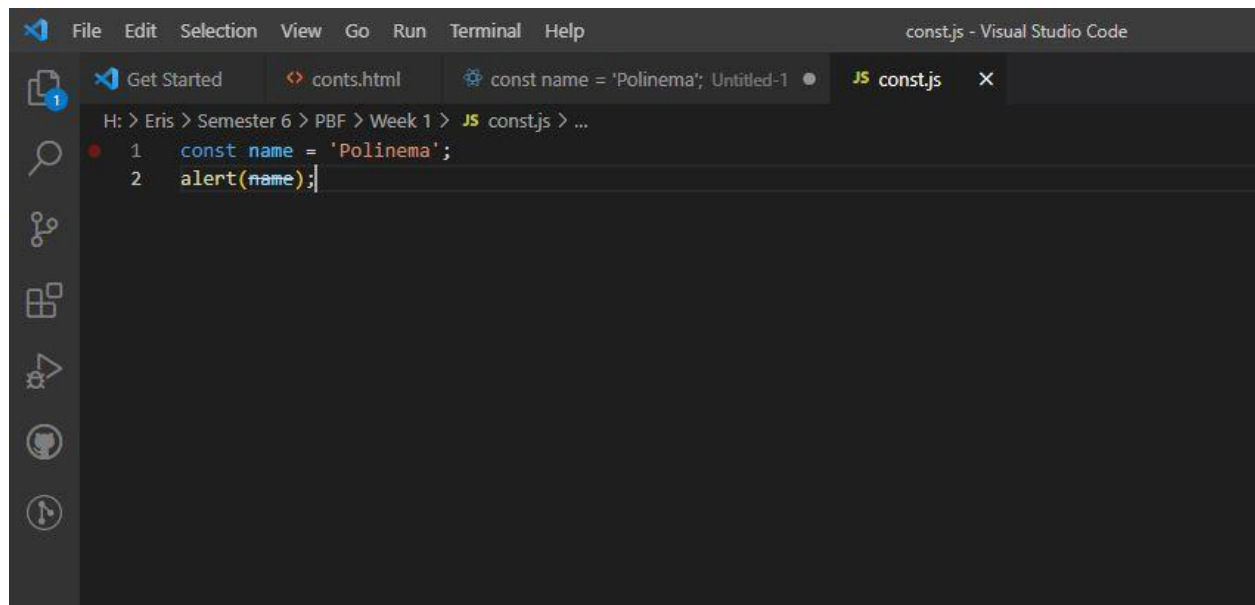 File Edit Selection View Go Run Terminal Help const.js - Visual Studio Code
Get Started <> conts.html const name = 'Polinema'; Untitled-1 ● JS const.js ×
H: > Eris > Semester 6 > PBF > Week 1 > JS const.js > ...
1 const name = 'Polinema';
1 2 alert(name);